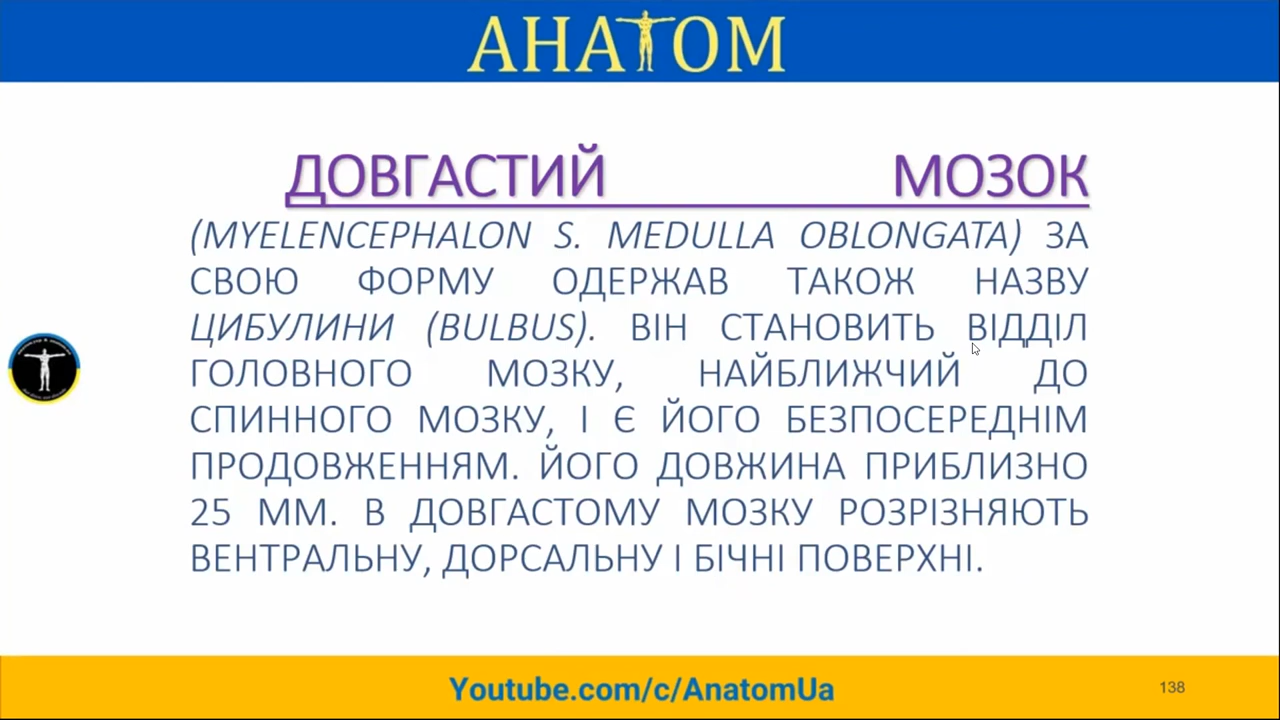 АНАТОМ
ДОВГАСТИЙ МОЗОК
(MYELENCEPHALON S. MEDULLA OBLONGATA) ЗА
СВОЮ ФОРМУ ОДЕРЖАВ ТАКОЖ НАЗВУ
ЦИБУЛИНИ (BULBUS). ВІН СТАНОВИТЬ ВІДДІЛ
ГОЛОВНОГО МОЗКУ, НАЙБЛИЖЧИЙ ДО
СПИННОГО МОЗКУ, І Є ЙОГО БЕЗПОСЕРЕДНІМ
ПРОДОВЖЕННЯМ. ЙОГО ДОВЖИНА ПРИБЛИЗНО
25 ММ. В ДОВГАСТОМУ МОЗКУ РОЗРІЗНЯЮТЬ
ВЕНТРАЛЬНУ, ДОРСАЛЬНУ І БІЧНІ ПОВЕРХНІ.
Youtube.com/c/AnatomUa
138